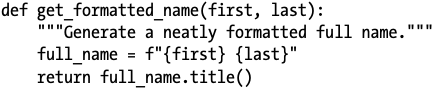 def get_formatted_name(first, last):
    """Generate a neatly formatted full name."""
    full_name = f"{first} {last}"
    return full_name.title()